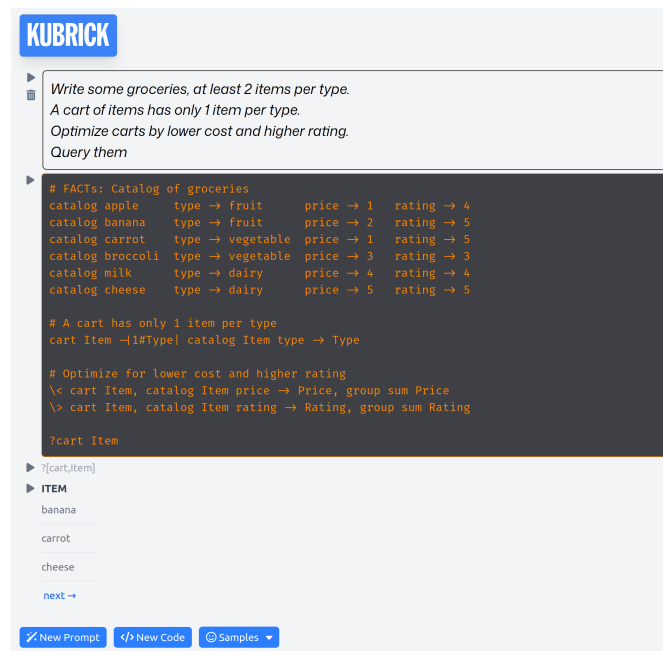 KUBRICK
Write some groceries, at least 2 items per type.
A cart of items has only 1 item per type.
Optimize carts by lower cost and higher rating.
Query them
# FACTs: Catalog of groceries
catalog apple type → fruit price → 1 rating → 4
catalog banana type → fruit price → 2 rating → 5
catalog carrot type → vegetable price → 1 rating → 5
catalog broccoli type → vegetable price → 3 rating → 3
catalog milk type → dairy price → 4 rating → 4
catalog cheese type → dairy price → 5 rating → 5
# A cart has only 1 item per type
cart Item ⊣1#Type| catalog Item type → Type
# Optimize for lower cost and higher rating
\< cart Item, catalog Item price → Price, group sum Price
\> cart Item, catalog Item rating → Rating, group sum Rating
?cart Item
?[cart,Item]
ITEM
banana
carrot
cheese
next →
New Prompt
</> New Code
Samples